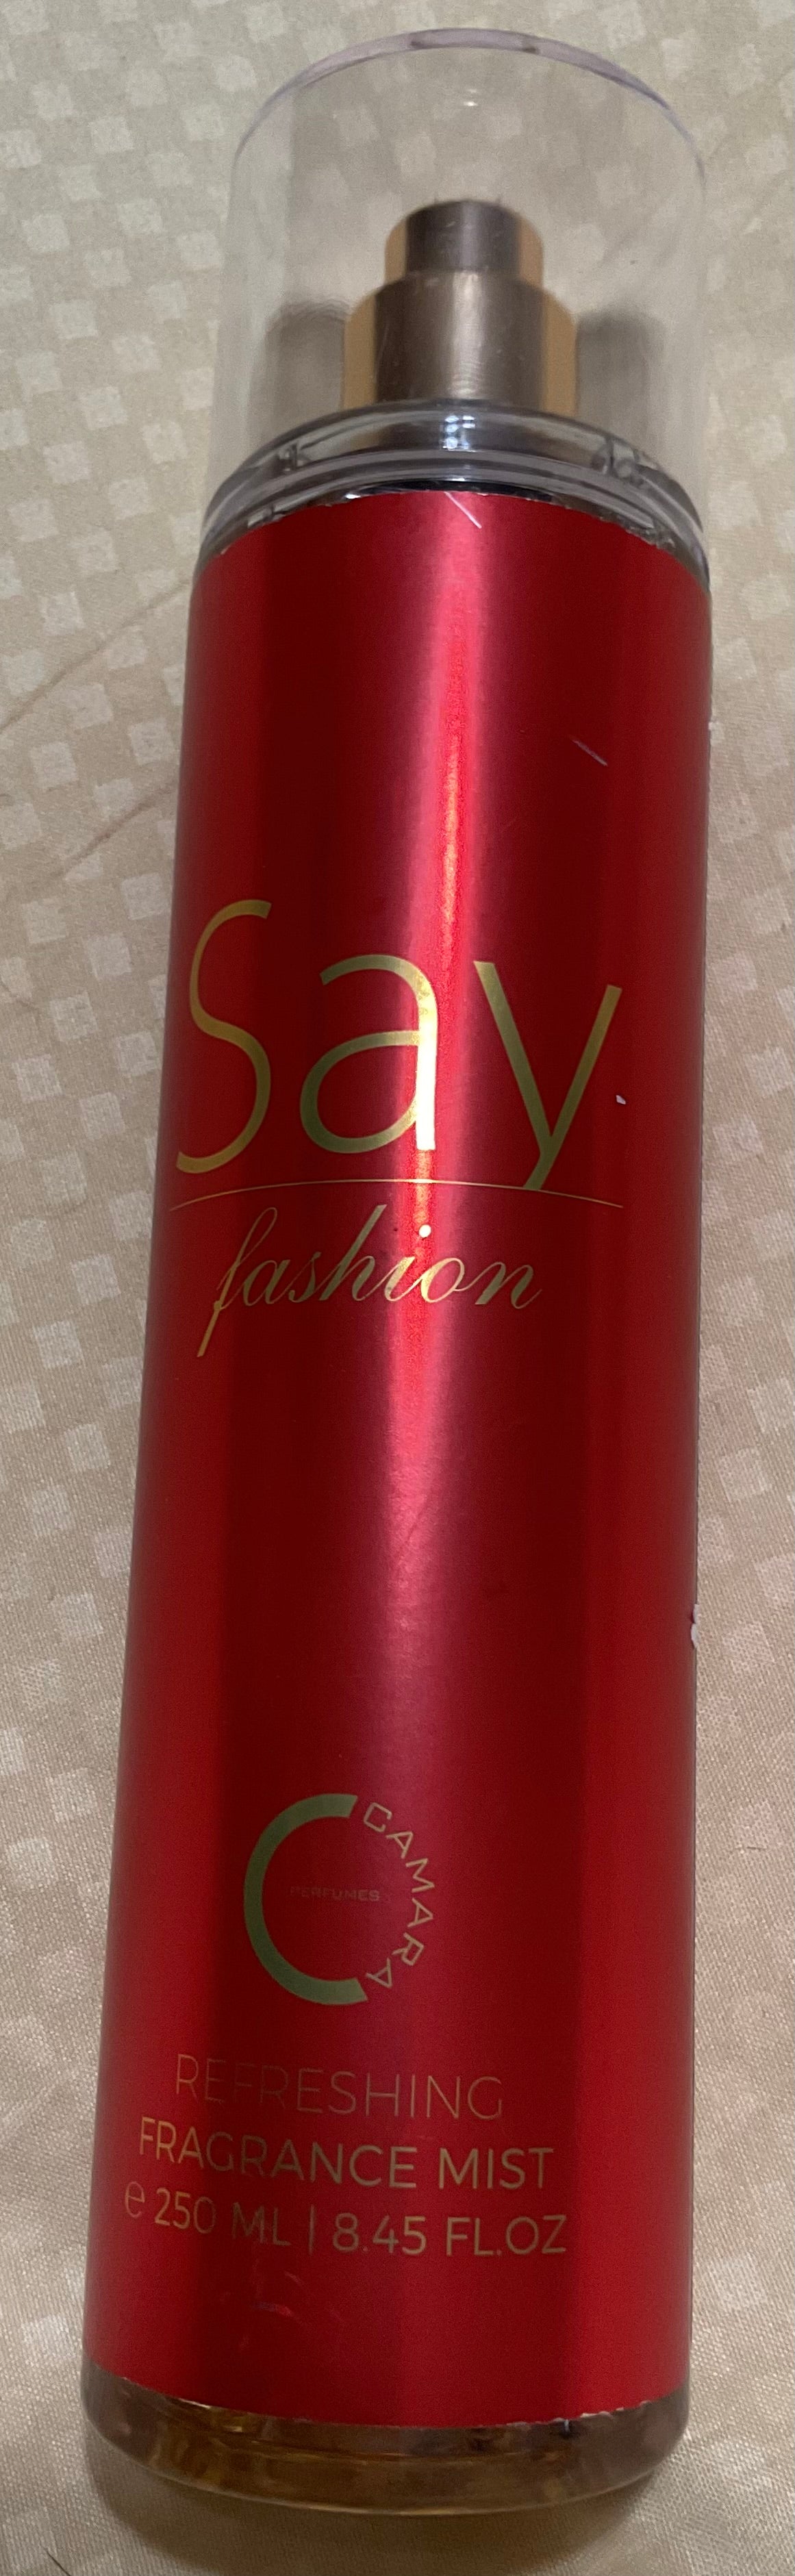 Say
fashion
CAMARA
PERFUMES
REFRESHING
FRAGRANCE MIST
℮ 250 ML | 8.45 FL.OZ